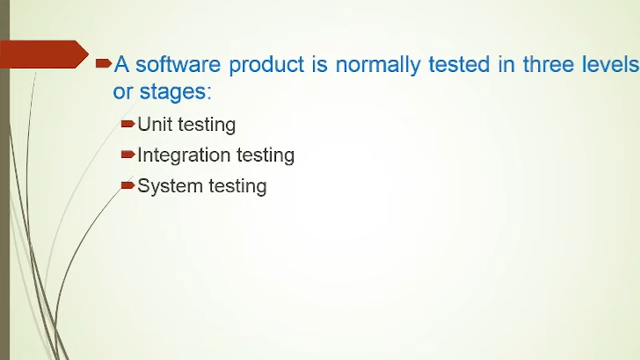 A software product is normally tested in three levels
or stages:
Unit testing
Integration testing
System testing